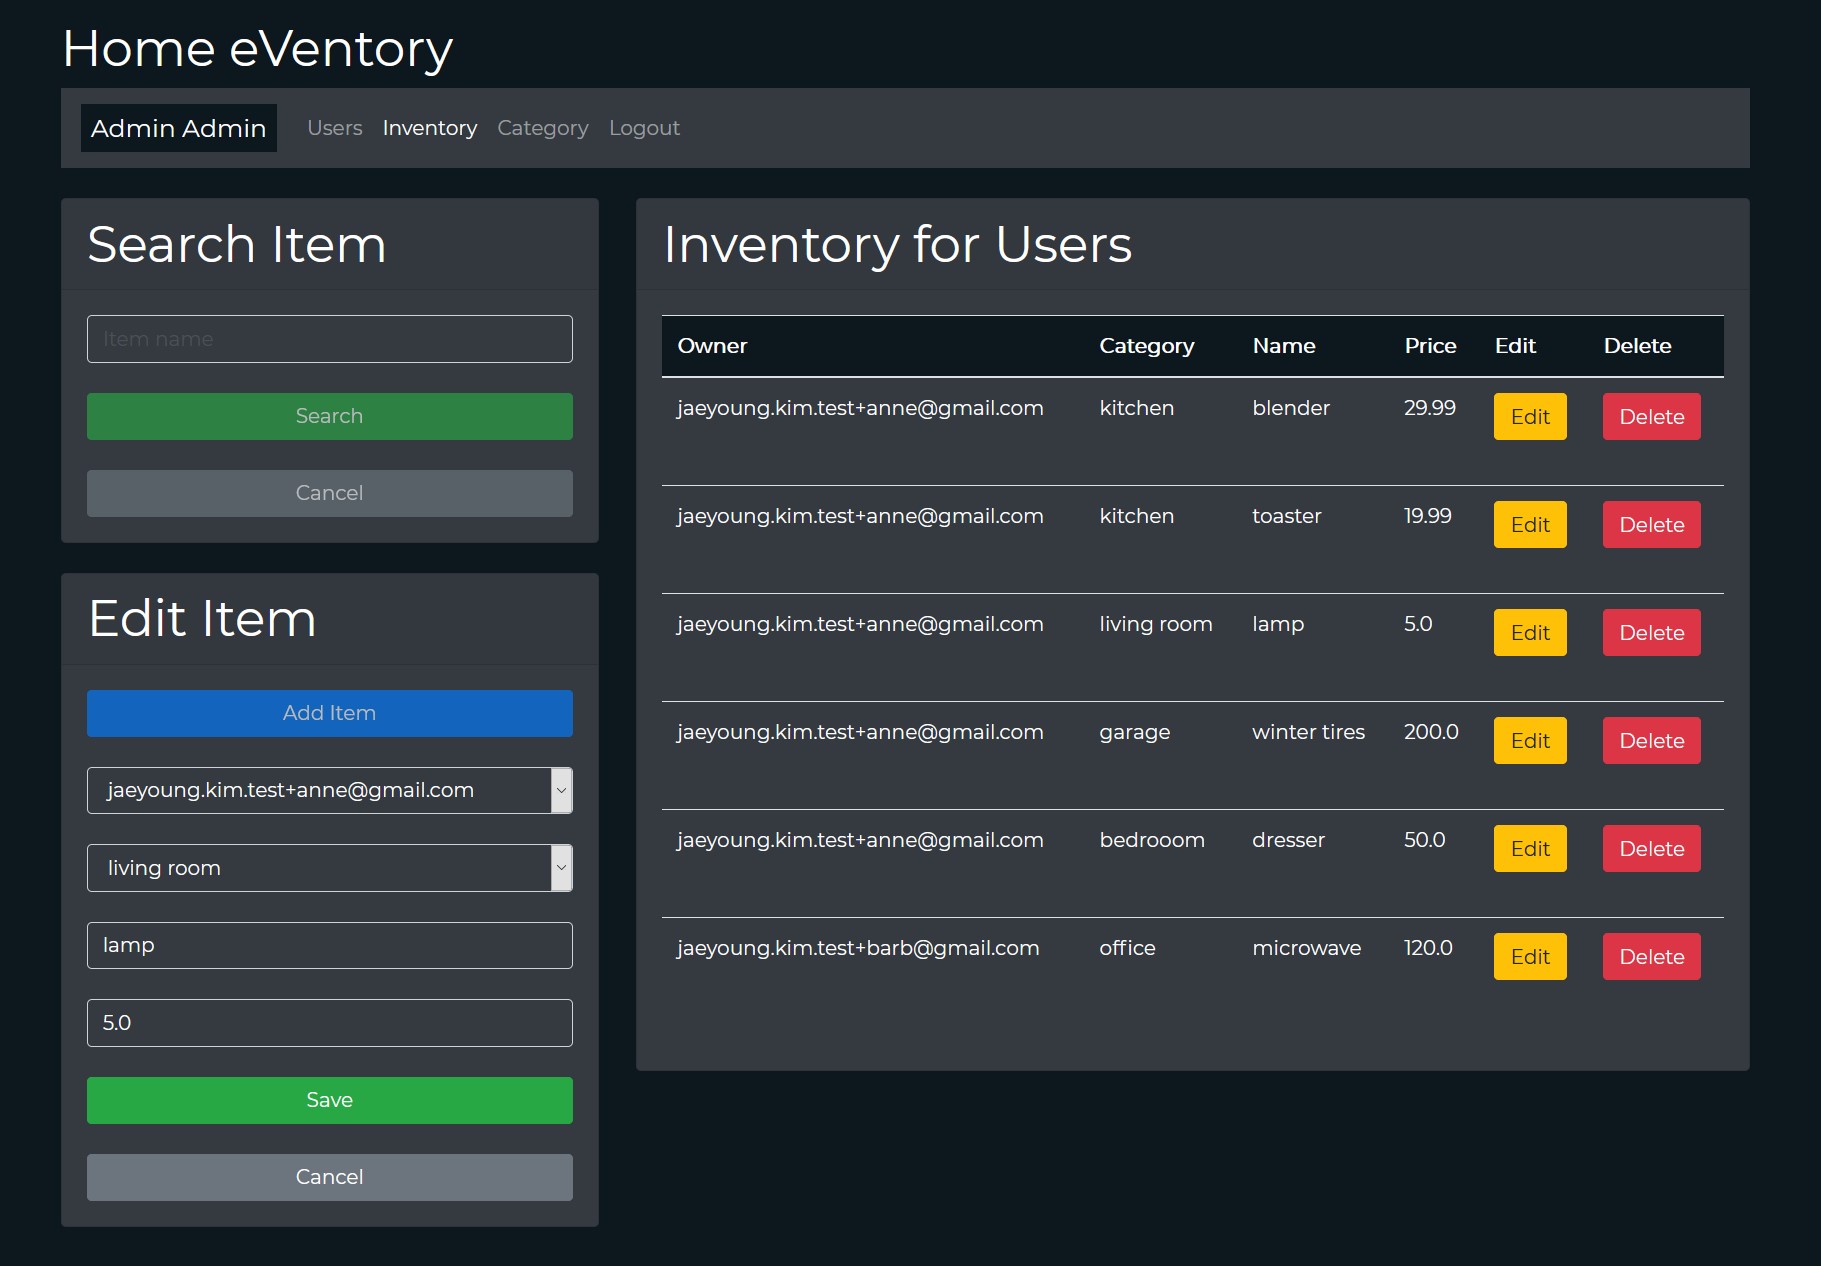 Home eVentory
Admin Admin Users Inventory Category Logout
Search Item
Item name
Search
Cancel
Edit Item
Add Item
jaeyoung.kim.test+anne@gmail.com
living room
lamp
5.0
Save
Cancel
Inventory for Users
Owner Category Name Price Edit Delete
jaeyoung.kim.test+anne@gmail.com kitchen blender 29.99 Edit Delete
jaeyoung.kim.test+anne@gmail.com kitchen toaster 19.99 Edit Delete
jaeyoung.kim.test+anne@gmail.com living room lamp 5.0 Edit Delete
jaeyoung.kim.test+anne@gmail.com garage winter tires 200.0 Edit Delete
jaeyoung.kim.test+anne@gmail.com bedrooom dresser 50.0 Edit Delete
jaeyoung.kim.test+barb@gmail.com office microwave 120.0 Edit Delete